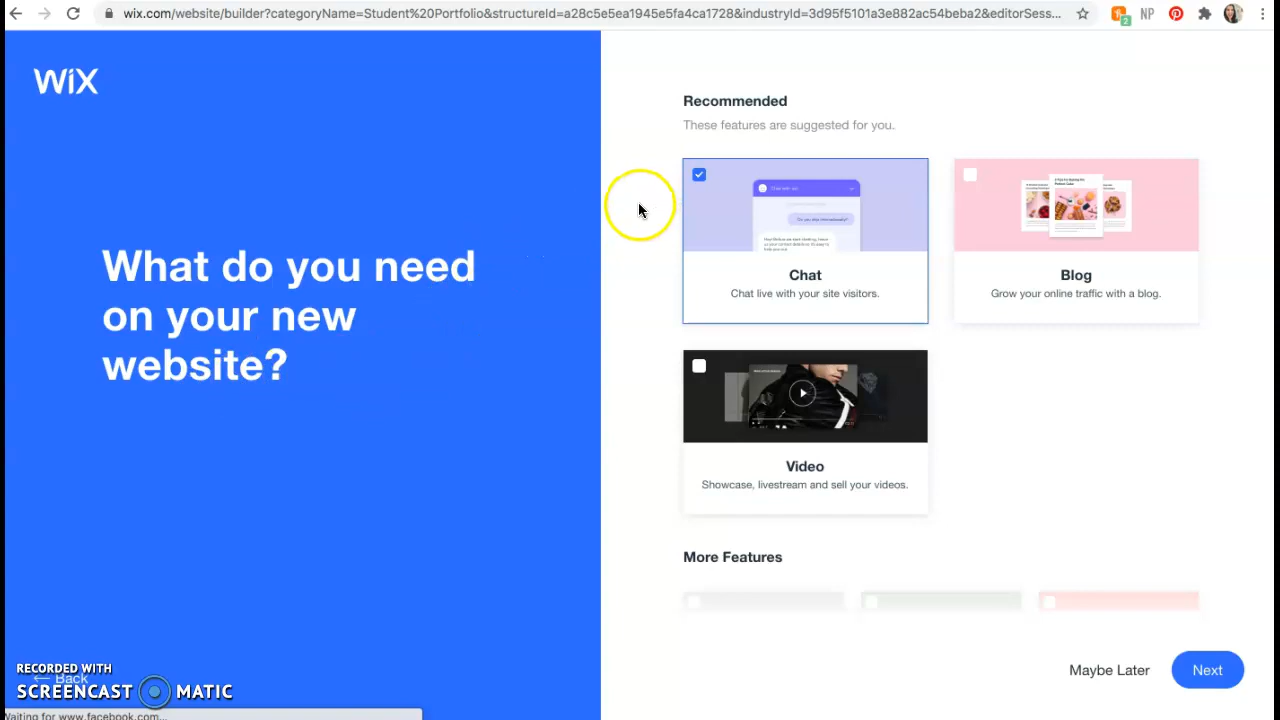 wix.com/website/builder?categoryName=Student%20Portfolio&structureId=a28c5e5ea1945e5fa4ca1728&industryId=3d95f5101a3e882ac54beba2&editorSess...
2
NP
WiX
Recommended
These features are suggested for you.
Chat
Chat live with your site visitors.
Blog
Grow your online traffic with a blog.
What do you need
on your new
website?
Video
Showcase, livestream and sell your videos.
More Features
RECORDED WITH
SCREENCAST MATIC
Back
Maybe Later
Next
Waiting for www.facebook.com...